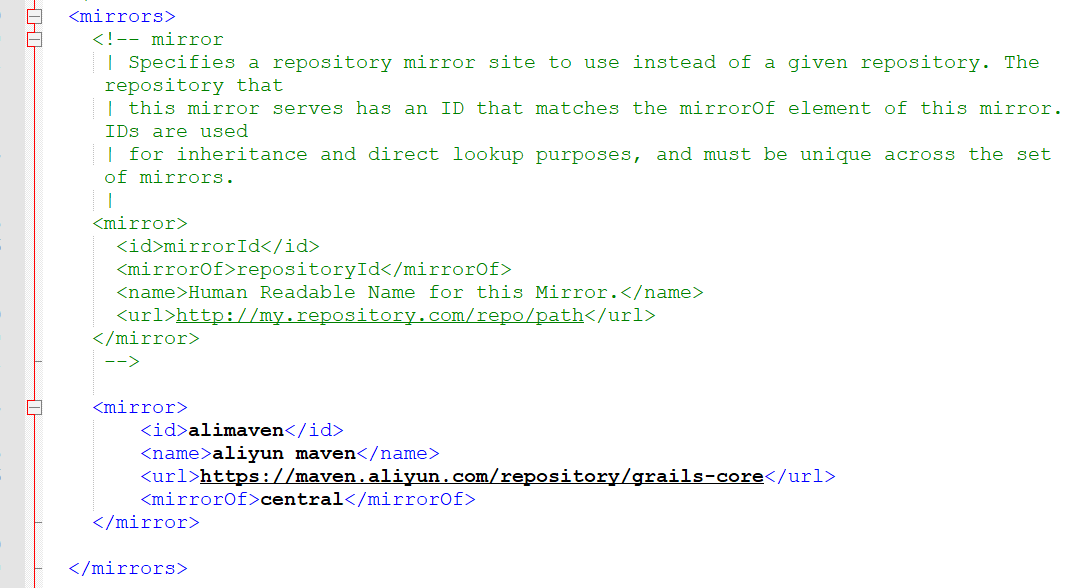 <mirrors>
<!-- mirror
| Specifies a repository mirror site to use instead of a given repository. The
repository that
| this mirror serves has an ID that matches the mirrorOf element of this mirror.
IDs are used
| for inheritance and direct lookup purposes, and must be unique across the set
of mirrors.
|
<mirror>
<id>mirrorId</id>
<mirrorOf>repositoryId</mirrorOf>
<name>Human Readable Name for this Mirror.</name>
<url>http://my.repository.com/repo/path</url>
</mirror>
-->
<mirror>
<id>alimaven</id>
<name>aliyun maven</name>
<url>https://maven.aliyun.com/repository/grails-core</url>
<mirrorOf>central</mirrorOf>
</mirror>
</mirrors>